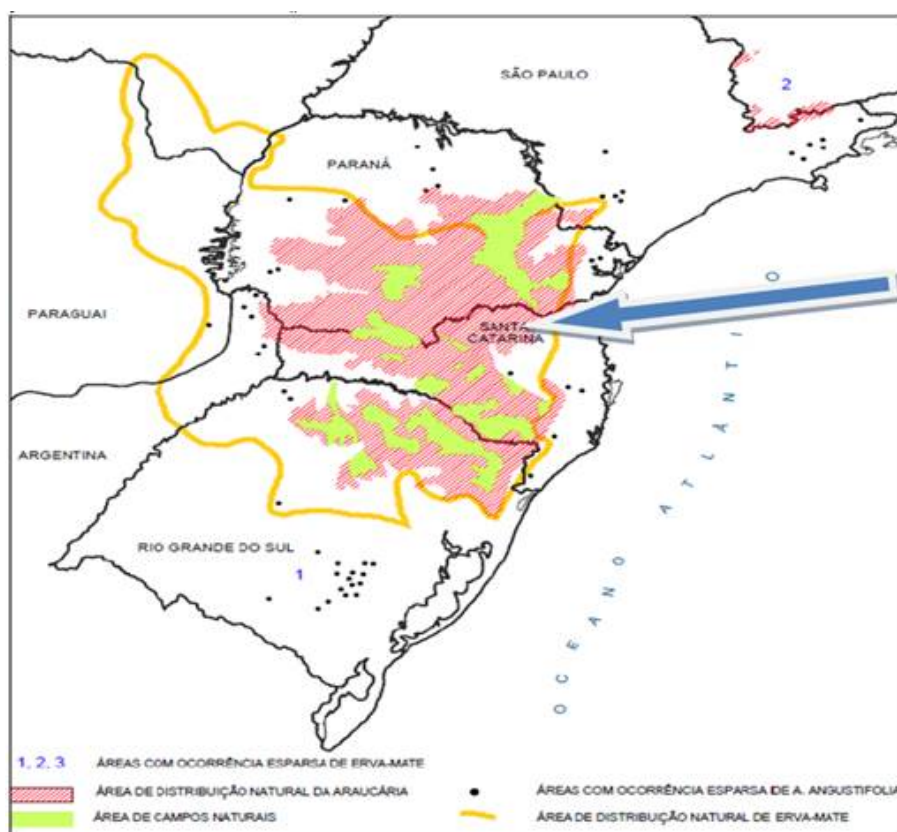 SÃO PAULO
2
PARANÁ
PARAGUAI
SANTA
CATARINA
ARGENTINA
RIO GRANDE DO SUL
1
OCEANO ATLÂNTICO
1, 2, 3 ÁREAS COM OCORRÊNCIA ESPARSA DE ERVA-MATE
ÁREA DE DISTRIBUIÇÃO NATURAL DA ARAUCÁRIA
ÁREAS COM OCORRÊNCIA ESPARSA DE A. ANGUSTIFOLIA
ÁREA DE CAMPOS NATURAIS
ÁREA DE DISTRIBUIÇÃO NATURAL DE ERVA-MATE